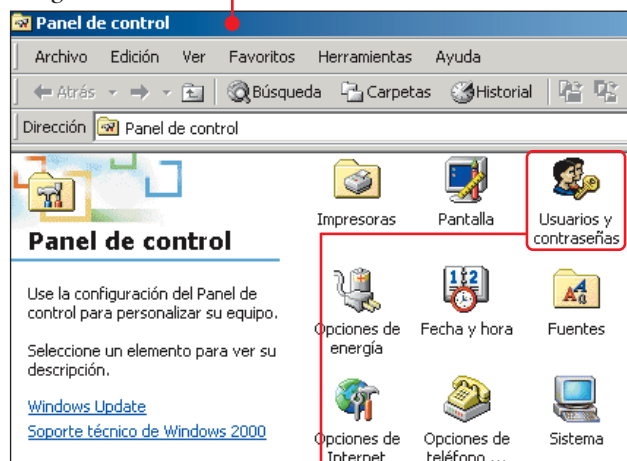 Panel de control
Archivo Edición Ver Favoritos Herramientas Ayuda
Atrás Búsqueda Carpetas Historial
Dirección Panel de control
Panel de control
Use la configuración del Panel de
control para personalizar su equipo.
Seleccione un elemento para ver su
descripción.
Windows Update
Soporte técnico de Windows 2000
Impresoras
Pantalla
Usuarios y
contraseñas
Opciones de
energía
Fecha y hora
Fuentes
Opciones de
Internet
Opciones de
teléfono ...
Sistema